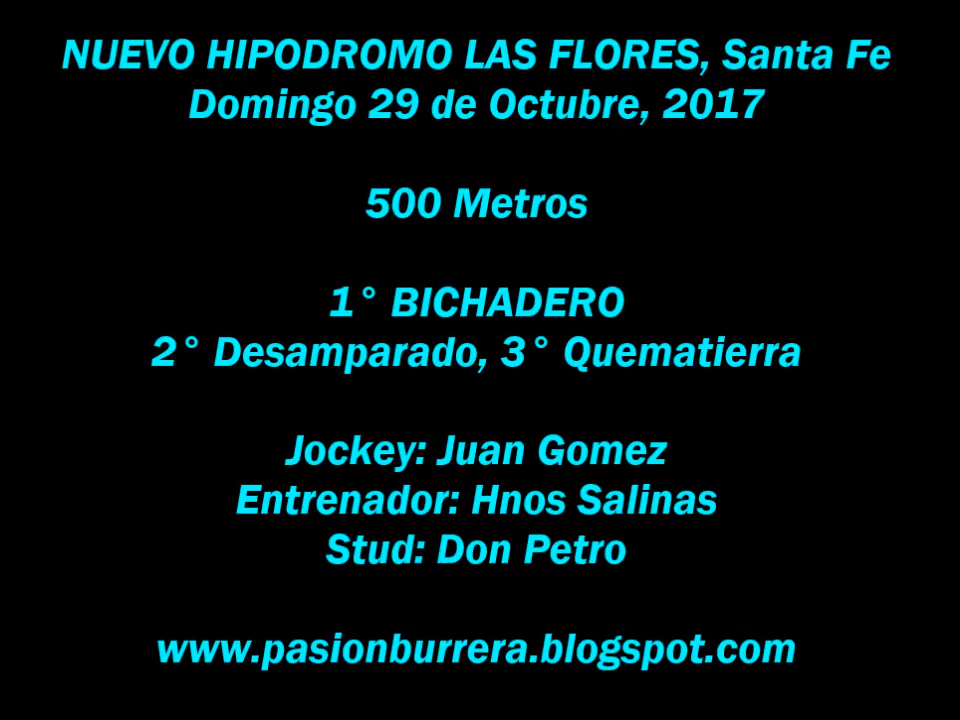 NUEVO HIPODROMO LAS FLORES, Santa Fe
Domingo 29 de Octubre, 2017
500 Metros
1° BICHADERO
2° Desamparado, 3° Quematierra
Jockey: Juan Gomez
Entrenador: Hnos Salinas
Stud: Don Petro
www.pasionburrera.blogspot.com